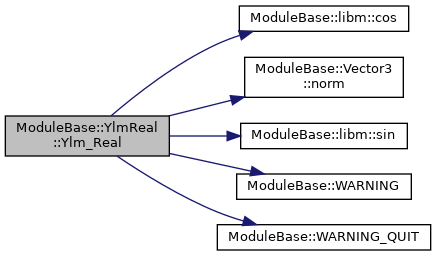 ModuleBase::YlmReal
::Ylm_Real
ModuleBase::libm::cos
ModuleBase::Vector3
::norm
ModuleBase::libm::sin
ModuleBase::WARNING
ModuleBase::WARNING_QUIT